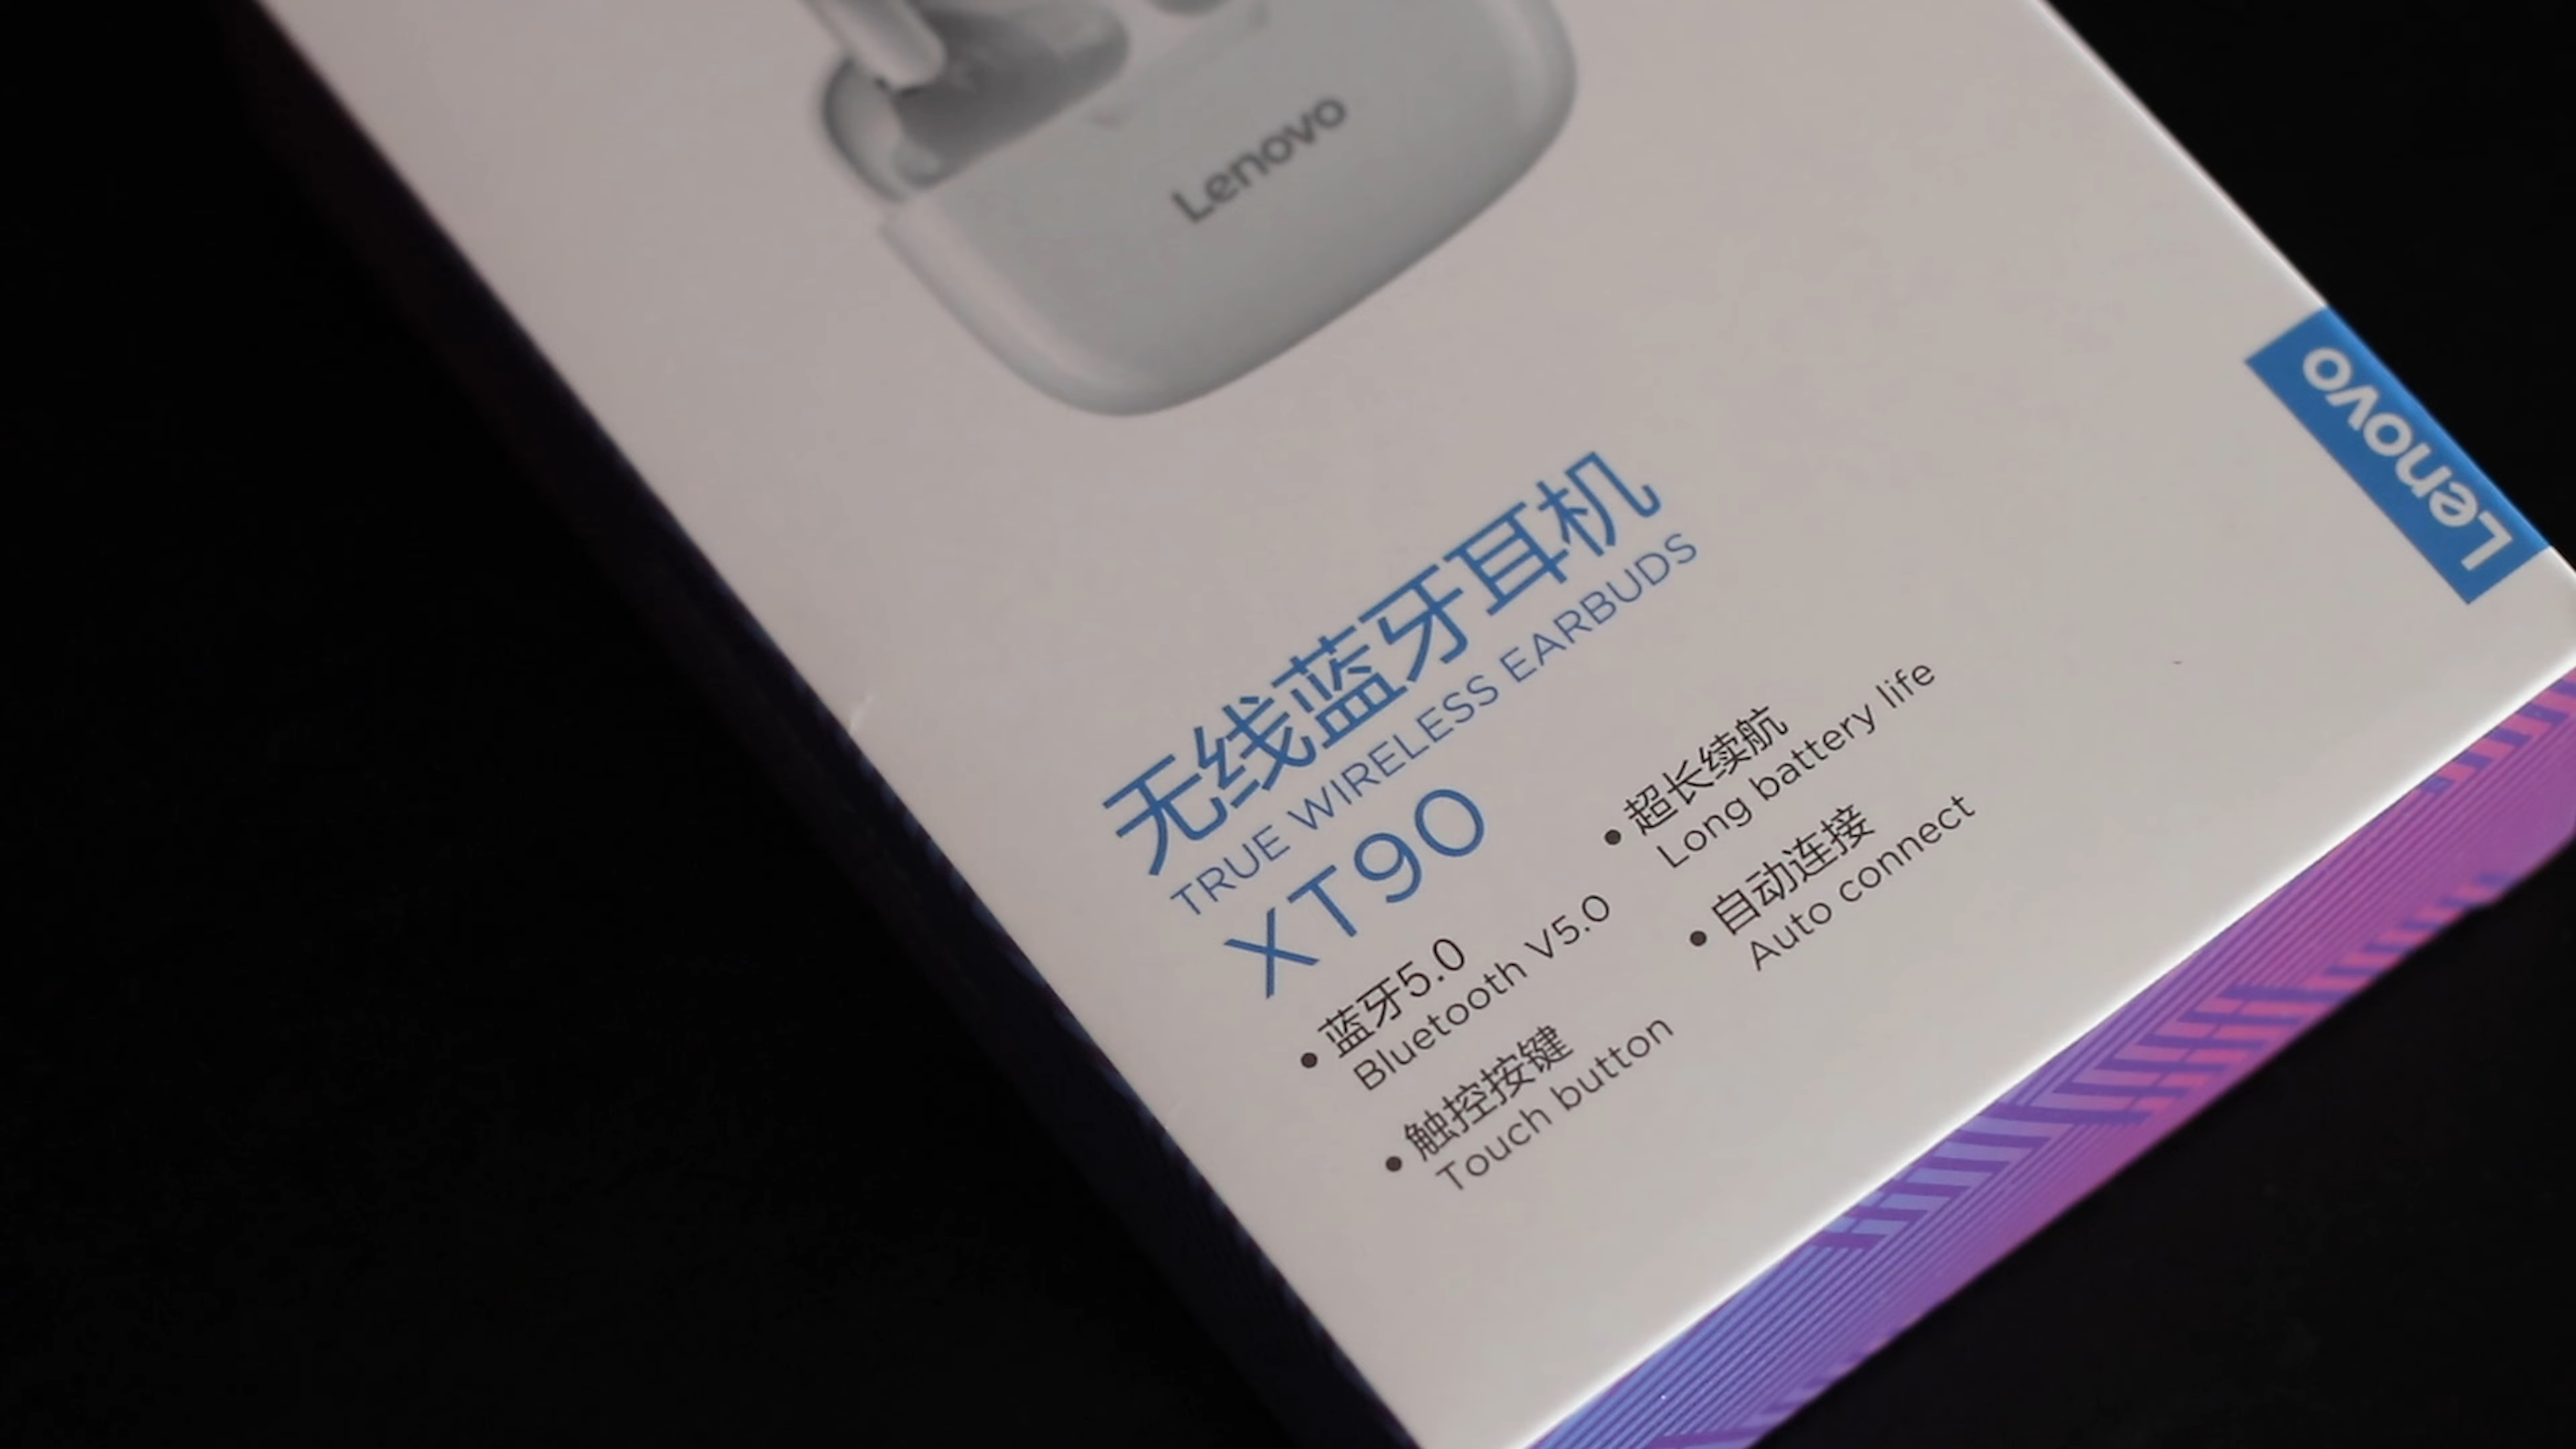 Lenovo
Lenovo
无线蓝牙耳机
TRUE WIRELESS EARBUDS
XT90
• 蓝牙5.0
Bluetooth V5.0
• 超长续航
Long battery life
• 触控按键
Touch button
• 自动连接
Auto connect